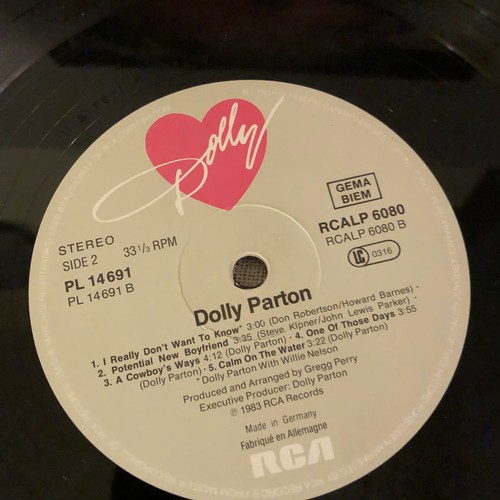 Dolly
GEMA
BIEM
STEREO
SIDE 2 33 1/3 RPM
PL 14691
PL 14691 B
RCALP 6080
RCALP 6080 B
LC 0316
Dolly Parton
1. I Really Don't Want To Know* 3:00 (Don Robertson/Howard Barnes)
2. Potential New Boyfriend 3:35 (Steve Kipner/John Lewis Parker)
3. A Cowboy's Ways 4:12 (Dolly Parton) · 4. One Of Those Days 3:55
(Dolly Parton) · 5. Calm On The Water 3:22 (Dolly Parton)
* Dolly Parton With Willie Nelson
Produced and Arranged by Gregg Perry
Executive Producer: Dolly Parton
℗ 1983 RCA Records
Made in Germany
Fabriqué en Allemagne
RCA